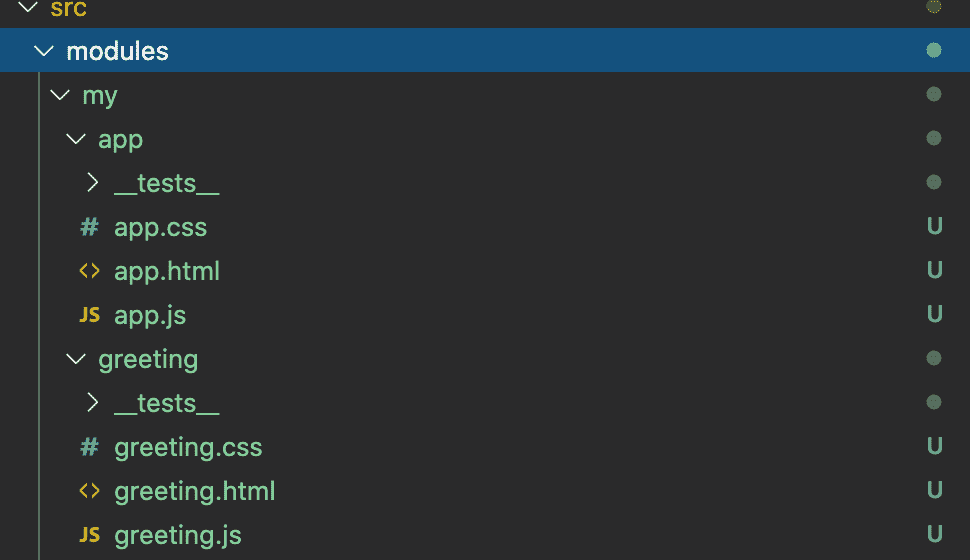 src
modules
my
app
__tests__
# app.css U
<> app.html U
JS app.js U
greeting
__tests__
# greeting.css U
<> greeting.html U
JS greeting.js U